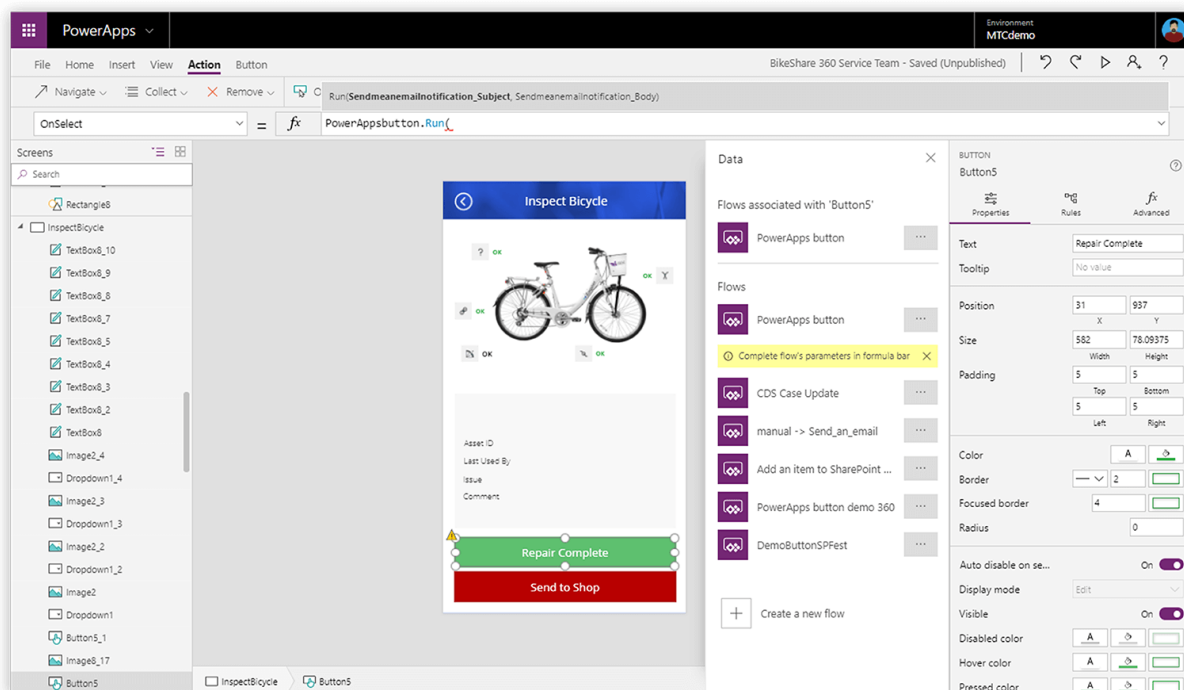 PowerApps
Environment
MTCdemo
File Home Insert View Action Button
BikeShare 360 Service Team - Saved (Unpublished)
Navigate Collect Remove C
Run(SendmeanemailnotificationSubject, Sendmeanemailnotification_Body)
OnSelect = fx PowerAppsbutton.Run(
Screens
Search
Rectangle8
InspectBicycle
TextBox8_10
TextBox8_9
TextBox8_8
TextBox8_7
TextBox8_5
TextBox8_4
TextBox8_3
TextBox8_2
TextBox8
Image2_4
Dropdown1_4
Image2_3
Dropdown1_3
Image2_2
Dropdown1_2
Image2
Dropdown1
Button5_1
Image8_17
Button5
Inspect Bicycle
? OK
OK
OK
OK
OK
Asset ID
Last Used By
Issue
Comment
Repair Complete
Send to Shop
InspectBicycle Button5
Data
Flows associated with 'Button5'
PowerApps button ...
Flows
PowerApps button ...
Complete flow's parameters in formula bar
CDS Case Update ...
manual -> Send_an_email ...
Add an item to SharePoint ... ...
PowerApps button demo 360 ...
DemoButtonSPFest ...
+ Create a new flow
BUTTON
Button5
?
Properties Rules fx Advanced
Text Repair Complete
Tooltip No value
Position 31 937
X Y
Size 582 78.09375
Width Height
Padding 5 5
Top Bottom
5 5
Left Right
Color A
Border 2
Focused border 4
Radius 0
Auto disable on se... On
Display mode Edit
Visible On
Disabled color A
Hover color A
Pressed color A